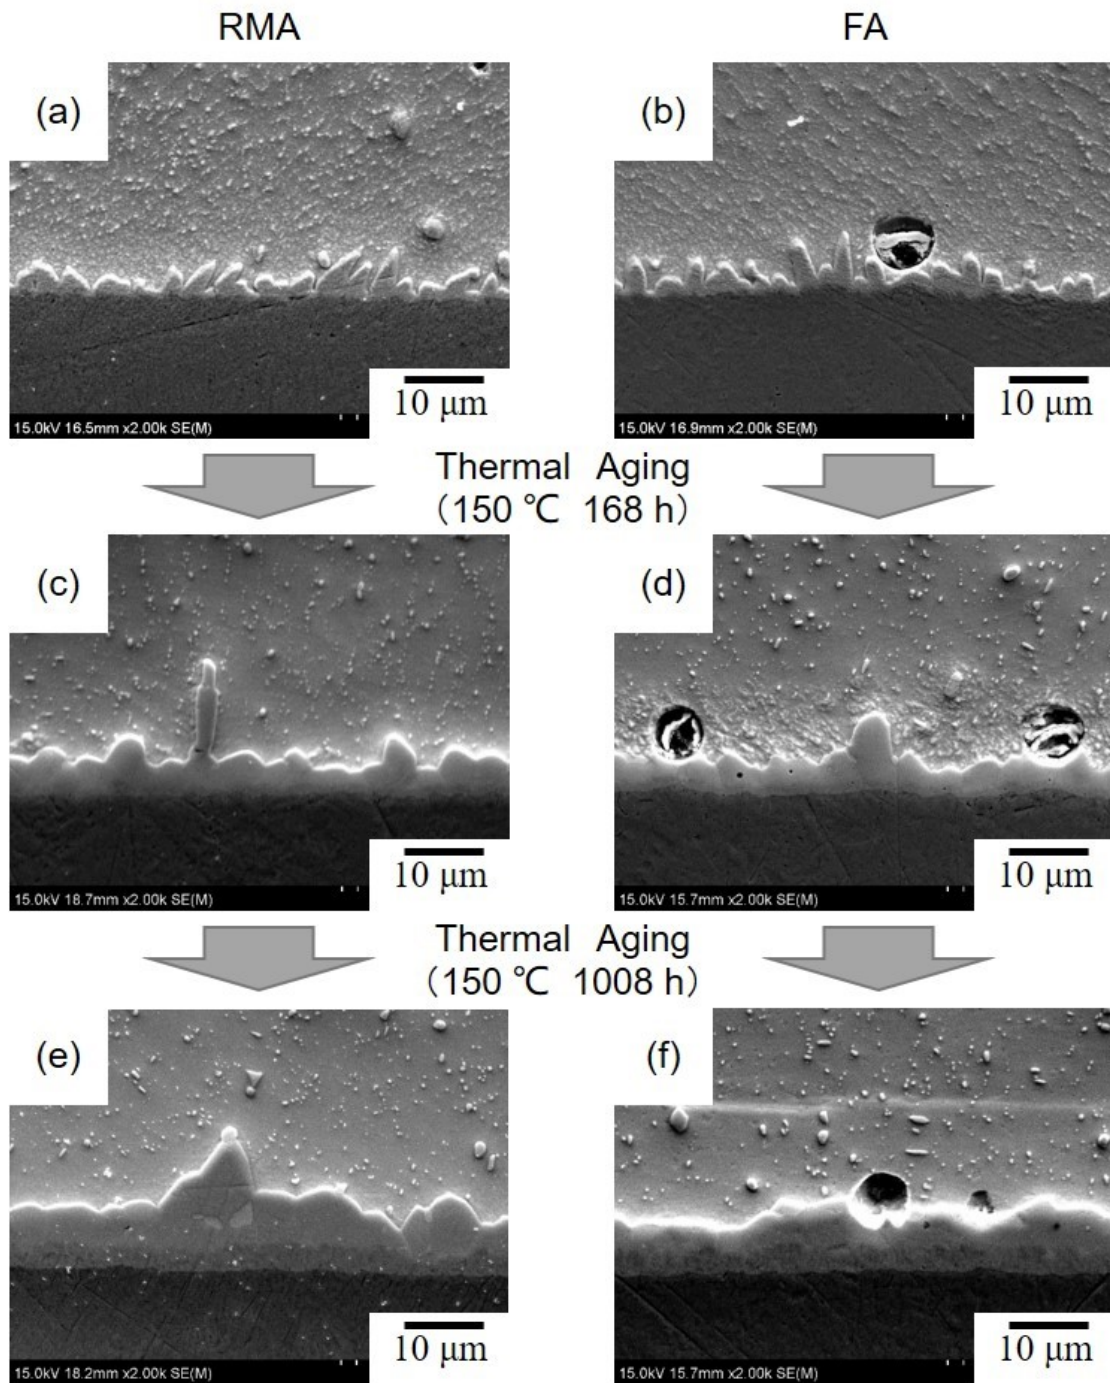 RMA
FA
(a)
(b)
10 μm
10 μm
15.0kV 16.5mm x2.00k SE(M)
15.0kV 16.9mm x2.00k SE(M)
Thermal Aging
(150 ℃ 168 h)
(c)
(d)
10 μm
10 μm
15.0kV 18.7mm x2.00k SE(M)
15.0kV 15.7mm x2.00k SE(M)
Thermal Aging
(150 ℃ 1008 h)
(e)
(f)
10 μm
10 μm
15.0kV 18.2mm x2.00k SE(M)
15.0kV 15.7mm x2.00k SE(M)